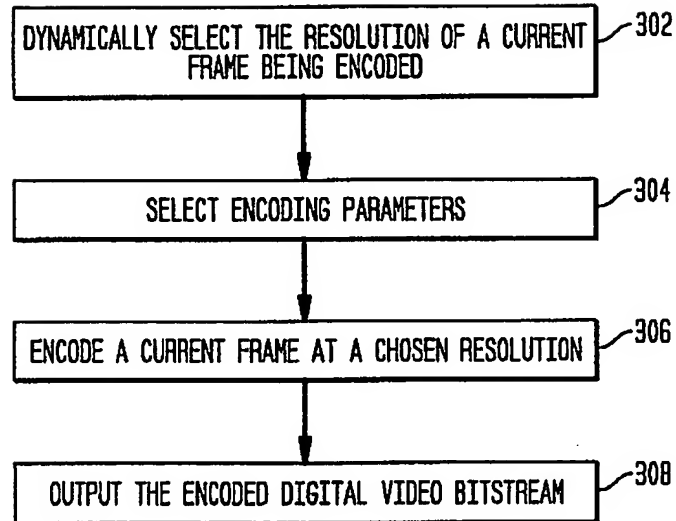 DYNAMICALLY SELECT THE RESOLUTION OF A CURRENT
FRAME BEING ENCODED
302
SELECT ENCODING PARAMETERS
304
ENCODE A CURRENT FRAME AT A CHOSEN RESOLUTION
306
OUTPUT THE ENCODED DIGITAL VIDEO BITSTREAM
308